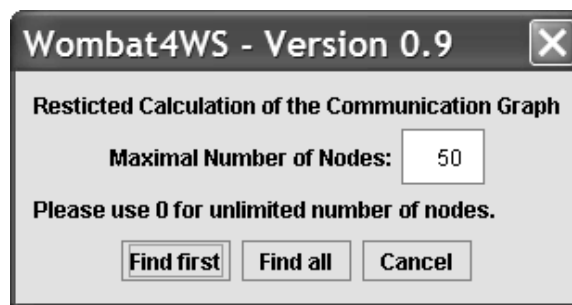 Wombat4WS - Version 0.9
Resticted Calculation of the Communication Graph
Maximal Number of Nodes: 50
Please use 0 for unlimited number of nodes.
Find first Find all Cancel